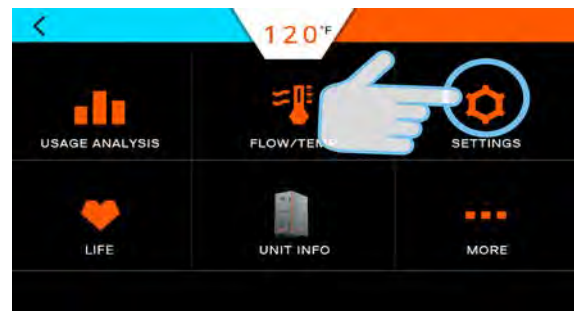 120°F
USAGE ANALYSIS
FLOW/TEMP
SETTINGS
LIFE
UNIT INFO
MORE